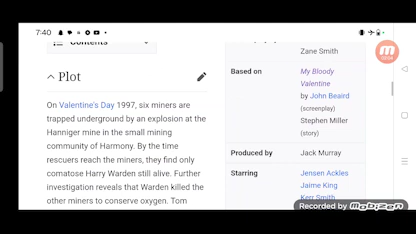 7:40
Contents
Zane Smith
Plot
Based on
My Bloody
Valentine
by John Beaird
(screenplay)
Stephen Miller
(story)
On Valentine's Day 1997, six miners are
trapped underground by an explosion at the
Hanniger mine in the small mining
community of Harmony. By the time
rescuers reach the miners, they find only
comatose Harry Warden still alive. Further
investigation reveals that Warden killed the
other miners to conserve oxygen. Tom
Produced by
Jack Murray
Starring
Jensen Ackles
Jaime King
Kerr Smith
Recorded by
Mobizen